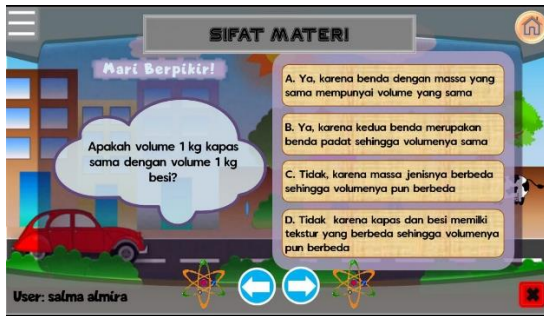 SIFAT MATERI
Mari Berpikir!
Apakah volume 1 kg kapas
sama dengan volume 1 kg
besi?
A. Ya, karena benda dengan massa yang
sama mempunyai volume yang sama
B. Ya, karena kedua benda merupakan
benda padat sehingga volumenya sama
C. Tidak, karena massa jenisnya berbeda
sehingga volumenya pun berbeda
D. Tidak karena kapas dan besi memilki
tekstur yang berbeda sehingga volumenya
pun berbeda
User: salma almira